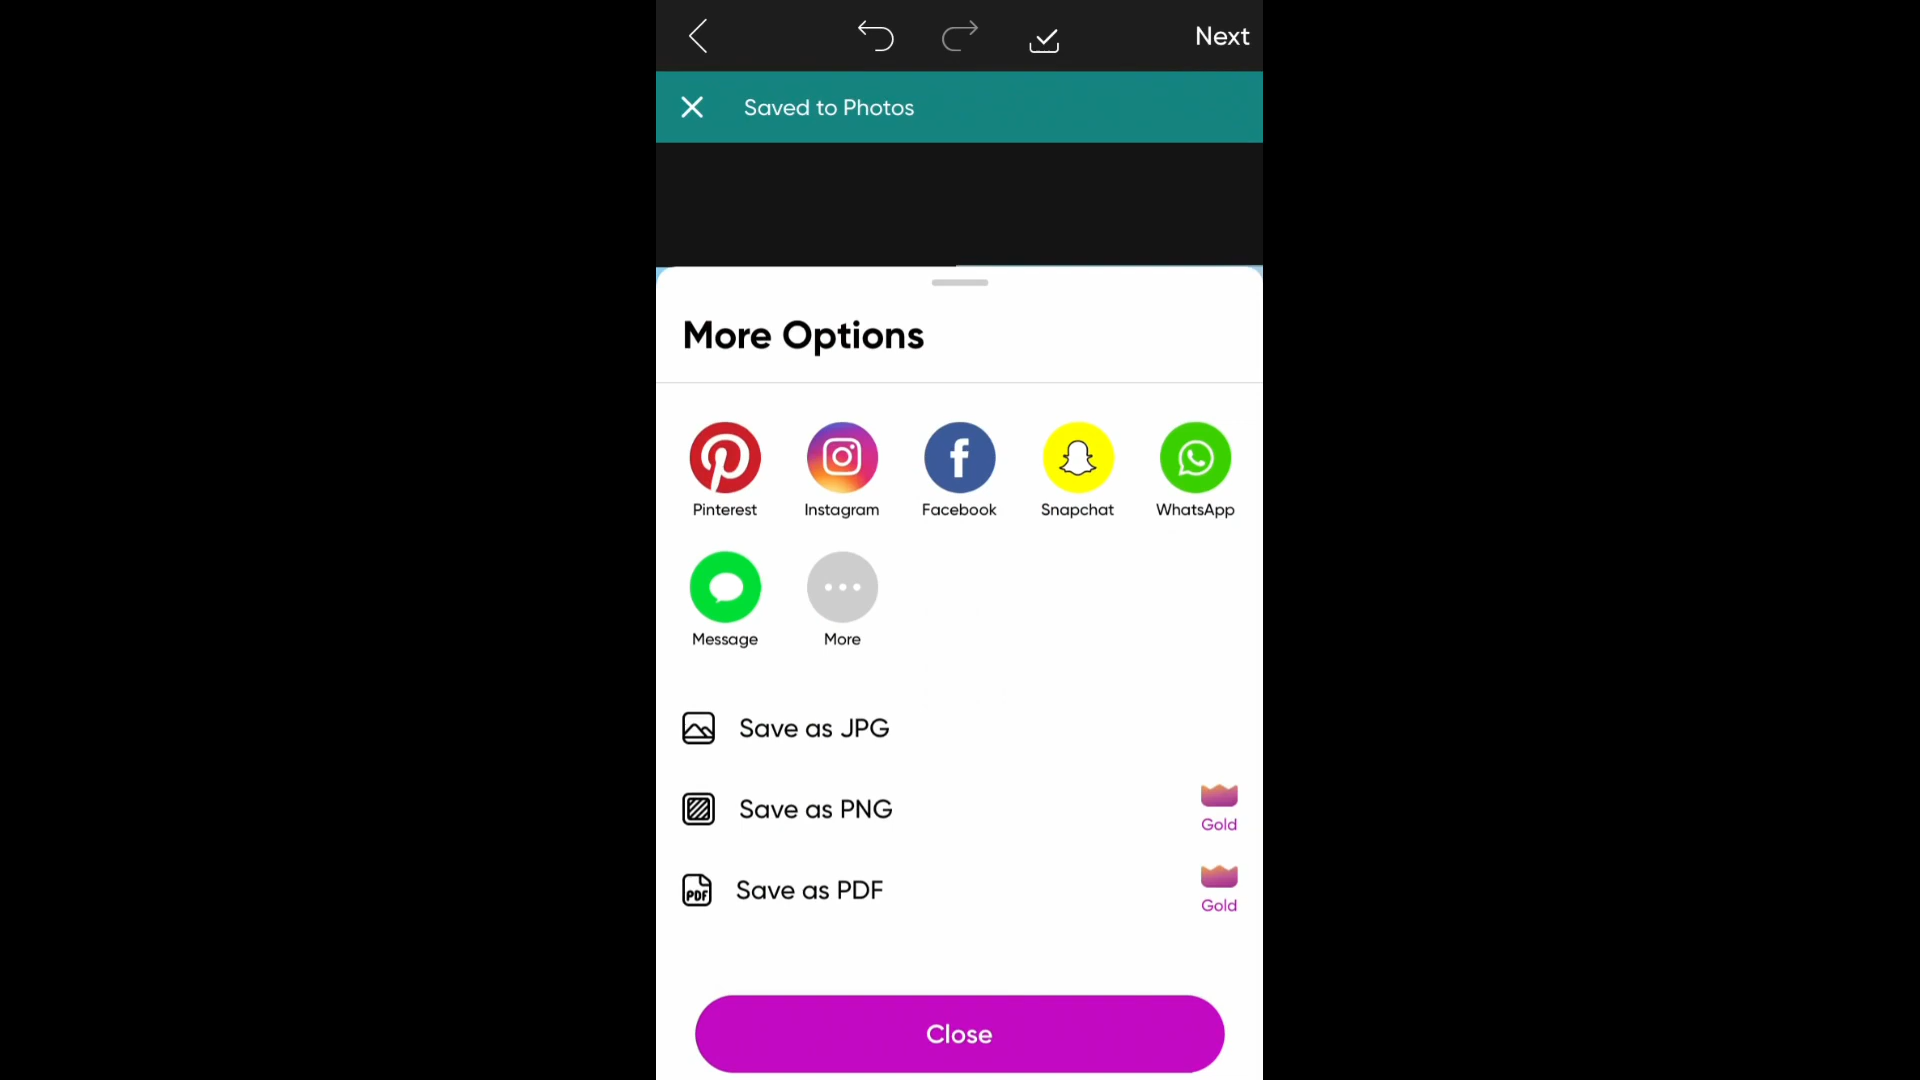 Next
Saved to Photos
More Options
Pinterest
Instagram
Facebook
Snapchat
WhatsApp
Message
More
Save as JPG
Save as PNG
Gold
PDF
Save as PDF
Gold
Close